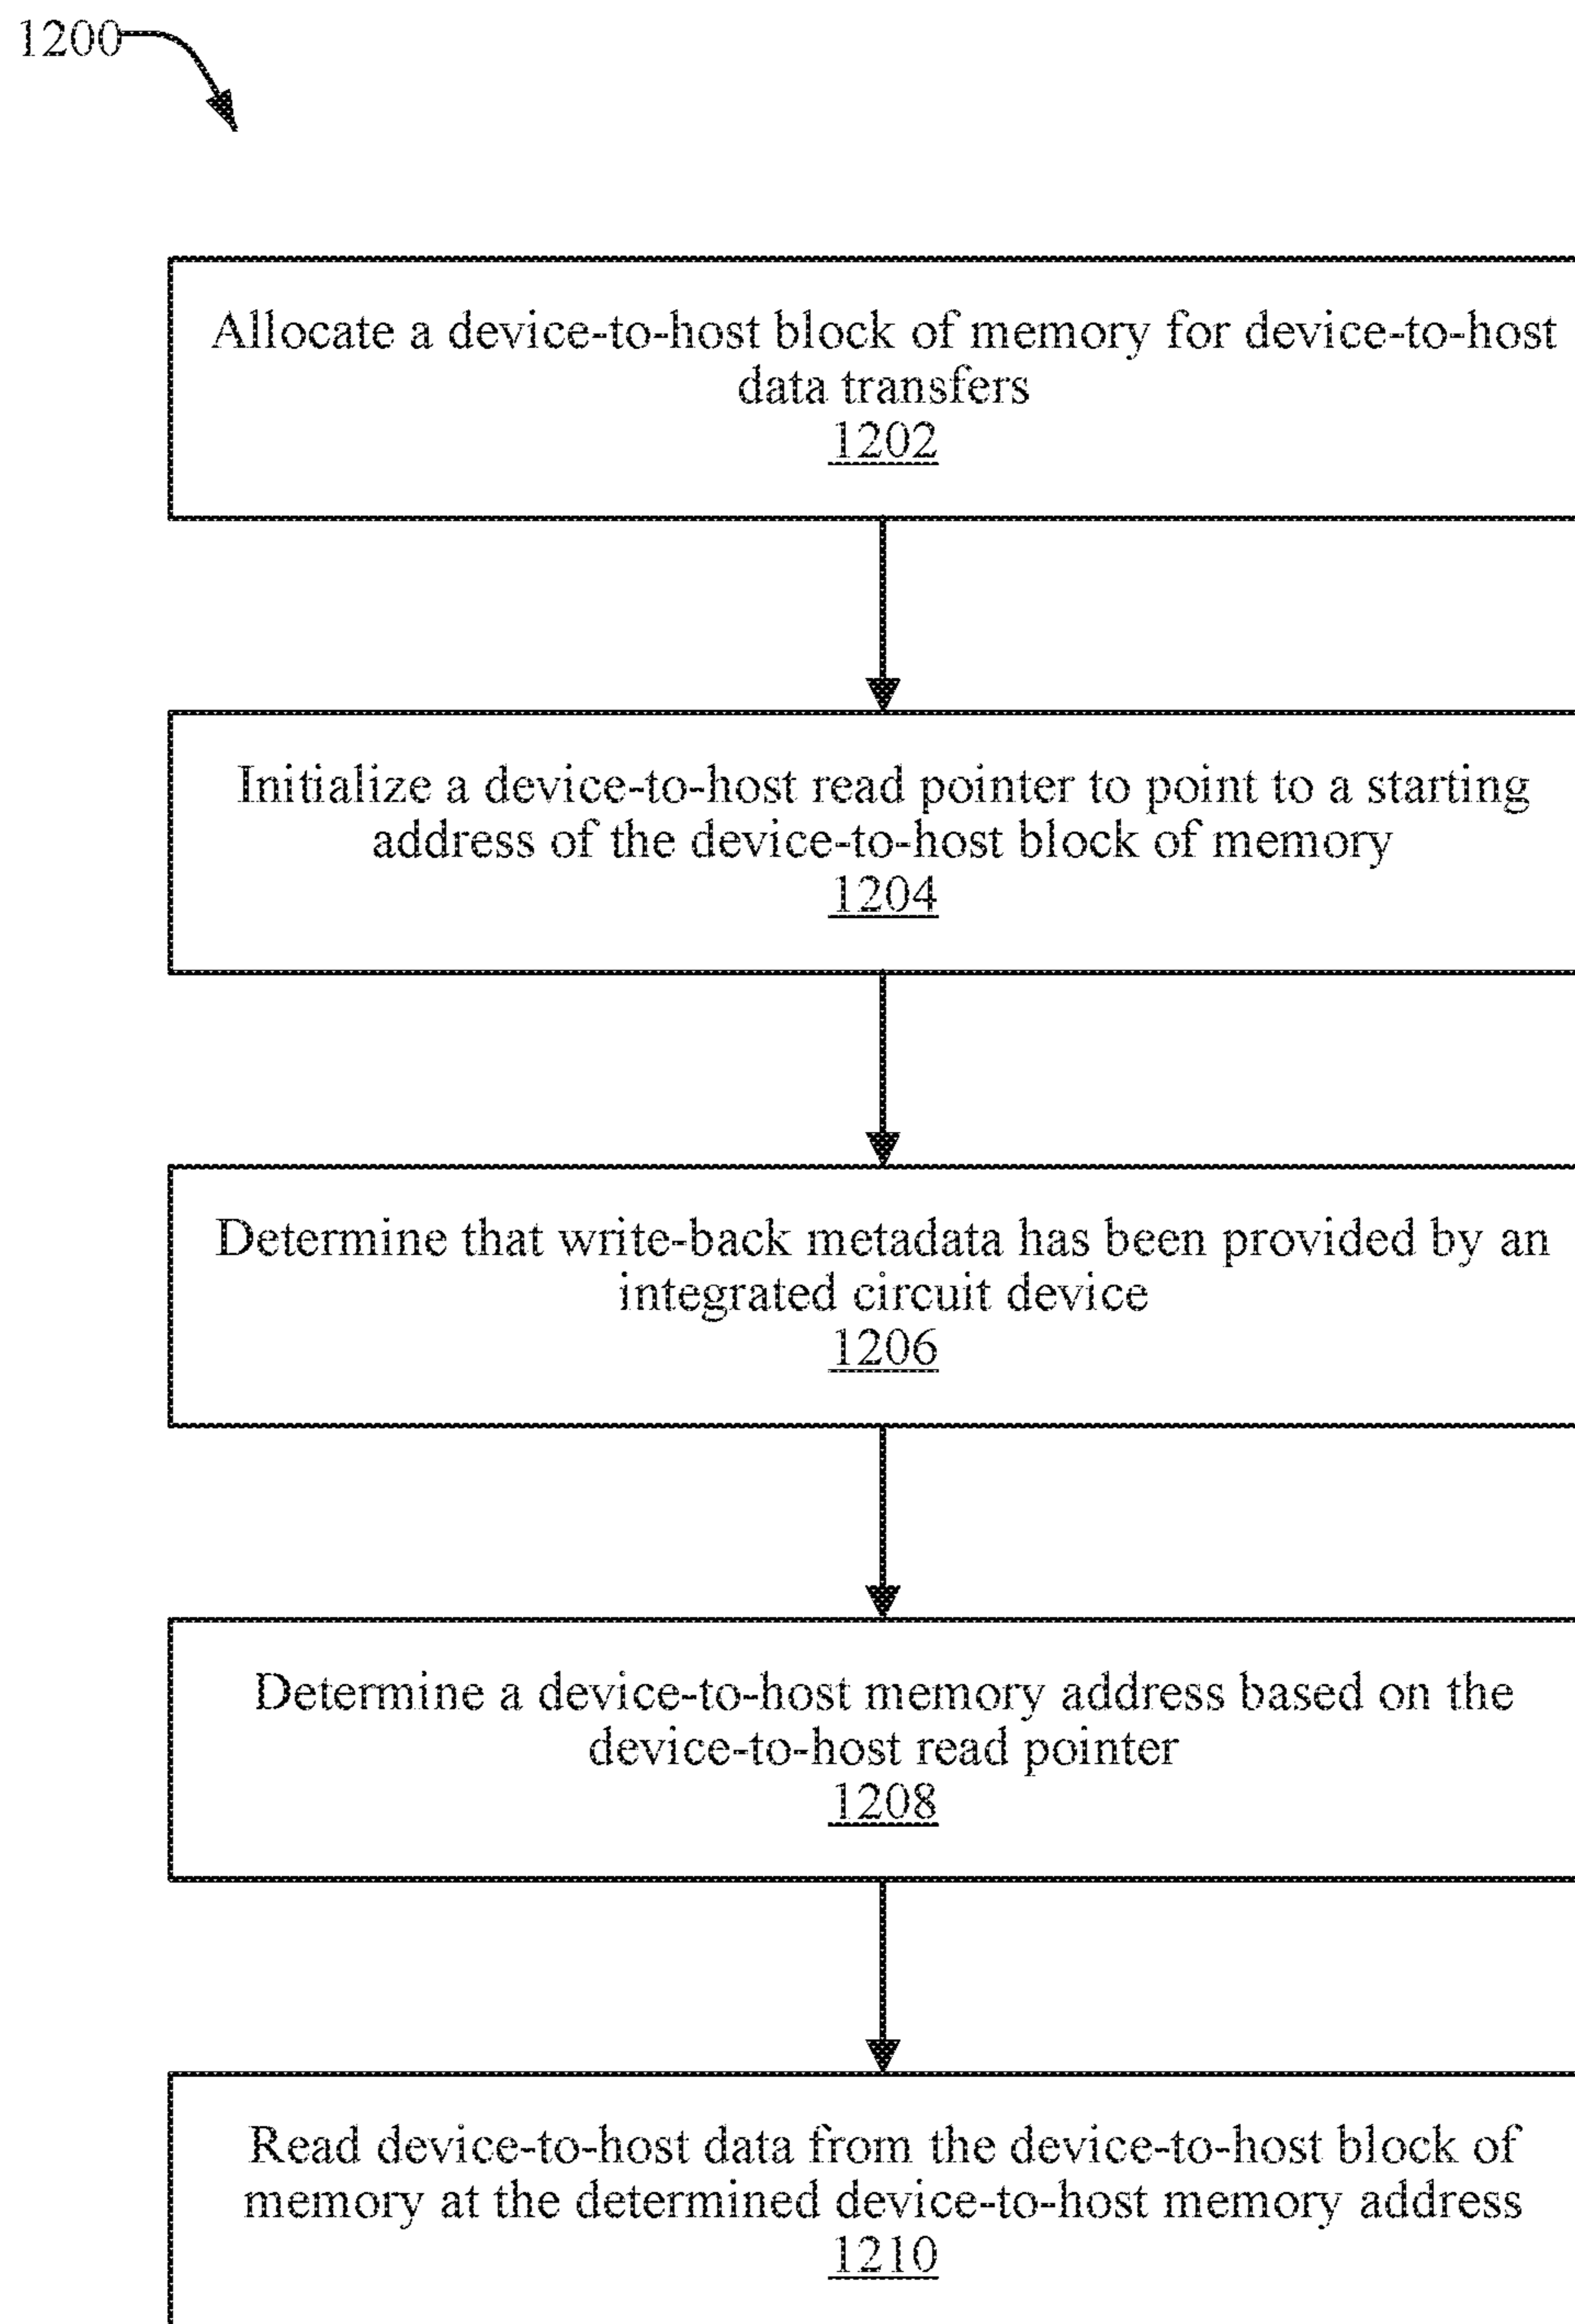 1200
Allocate a device-to-host block of memory for device-to-host
data transfers
1202
Initialize a device-to-host read pointer to point to a starting
address of the device-to-host block of memory
1204
Determine that write-back metadata has been provided by an
integrated circuit device
1206
Determine a device-to-host memory address based on the
device-to-host read pointer
1208
Read device-to-host data from the device-to-host block of
memory at the determined device-to-host memory address
1210